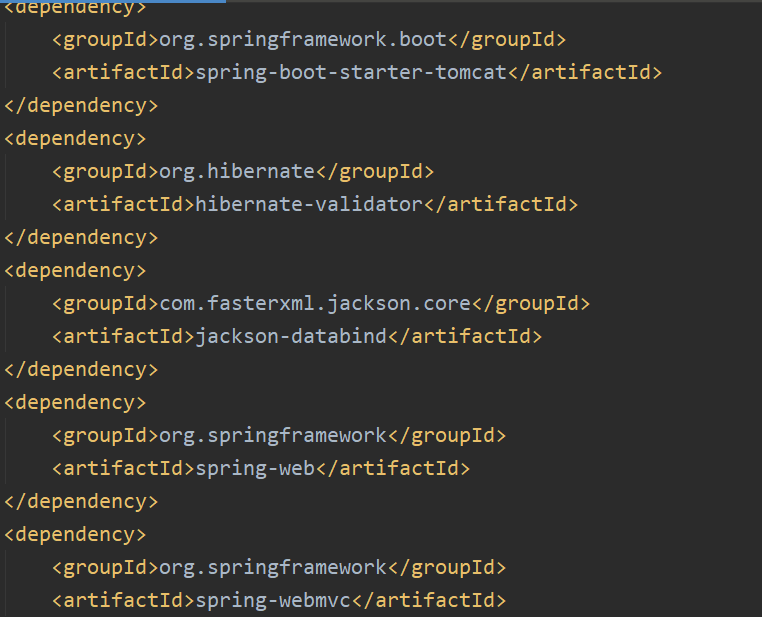 <dependency>
<groupId>org.springframework.boot</groupId>
<artifactId>spring-boot-starter-tomcat</artifactId>
</dependency>
<dependency>
<groupId>org.hibernate</groupId>
<artifactId>hibernate-validator</artifactId>
</dependency>
<dependency>
<groupId>com.fasterxml.jackson.core</groupId>
<artifactId>jackson-databind</artifactId>
</dependency>
<dependency>
<groupId>org.springframework</groupId>
<artifactId>spring-web</artifactId>
</dependency>
<dependency>
<groupId>org.springframework</groupId>
<artifactId>spring-webmvc</artifactId>